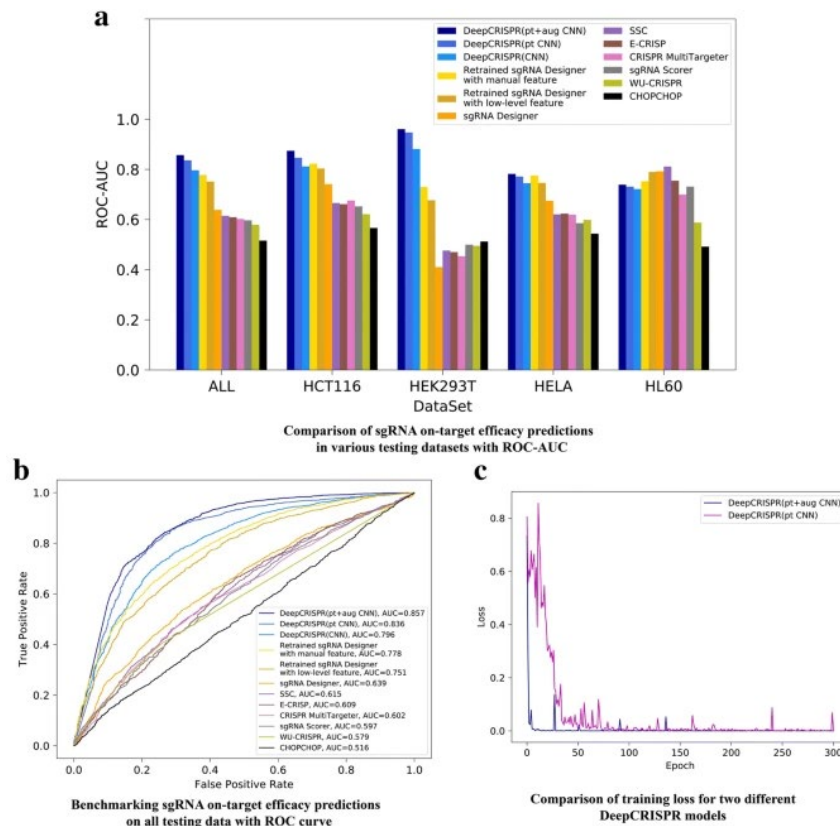 a
DeepCRISPR(pt+aug CNN)
DeepCRISPR(pt CNN)
DeepCRISPR(CNN)
Retrained sgRNA Designer
with manual feature
Retrained sgRNA Designer
with low-level feature
sgRNA Designer
SSC
E-CRISP
CRISPR MultiTargeter
sgRNA Scorer
WU-CRISPR
CHOPCHOP
ROC-AUC
1.0
0.8
0.6
0.4
0.2
0.0
ALL HCT116 HEK293T HELA HL60
DataSet
Comparison of sgRNA on-target efficacy predictions
in various testing datasets with ROC-AUC
b
True Positive Rate
1.0
0.8
0.6
0.4
0.2
0.0
DeepCRISPR(pt+aug CNN), AUC=0.857
DeepCRISPR(pt CNN), AUC=0.836
DeepCRISPR(CNN), AUC=0.796
Retrained sgRNA Designer
with manual feature, AUC=0.778
Retrained sgRNA Designer
with low-level feature, AUC=0.751
sgRNA Designer, AUC=0.639
SSC, AUC=0.615
E-CRISP, AUC=0.609
CRISPR MultiTargeter, AUC=0.602
sgRNA Scorer, AUC=0.597
WU-CRISPR, AUC=0.579
CHOPCHOP, AUC=0.516
0.0 0.2 0.4 0.6 0.8 1.0
False Positive Rate
Benchmarking sgRNA on-target efficacy predictions
on all testing data with ROC curve
c
DeepCRISPR(pt+aug CNN)
DeepCRISPR(pt CNN)
Loss
0.8
0.6
0.4
0.2
0.0
0 50 100 150 200 250 300
Epoch
Comparison of training loss for two different
DeepCRISPR models